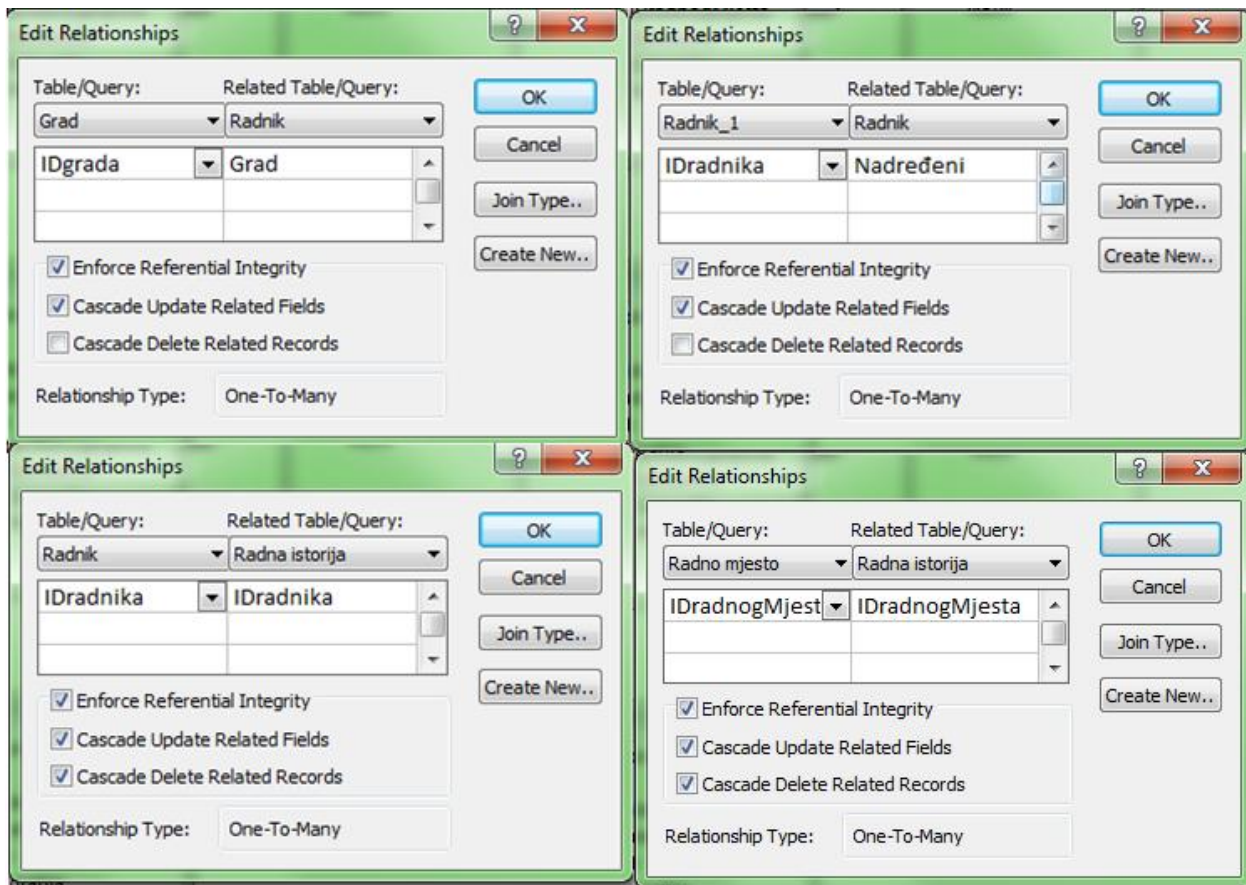 Edit Relationships
Table/Query: Related Table/Query:
Grad Radnik
IDgrada Grad
OK
Cancel
Join Type..
Create New..
Enforce Referential Integrity
Cascade Update Related Fields
Cascade Delete Related Records
Relationship Type: One-To-Many
Edit Relationships
Table/Query: Related Table/Query:
Radnik_1 Radnik
IDradnika Nadređeni
OK
Cancel
Join Type..
Create New..
Enforce Referential Integrity
Cascade Update Related Fields
Cascade Delete Related Records
Relationship Type: One-To-Many
Edit Relationships
Table/Query: Related Table/Query:
Radnik Radna istorija
IDradnika IDradnika
OK
Cancel
Join Type..
Create New..
Enforce Referential Integrity
Cascade Update Related Fields
Cascade Delete Related Records
Relationship Type: One-To-Many
Edit Relationships
Table/Query: Related Table/Query:
Radno mjesto Radna istorija
IDradnogMjest IDradnogMjesta
OK
Cancel
Join Type..
Create New..
Enforce Referential Integrity
Cascade Update Related Fields
Cascade Delete Related Records
Relationship Type: One-To-Many